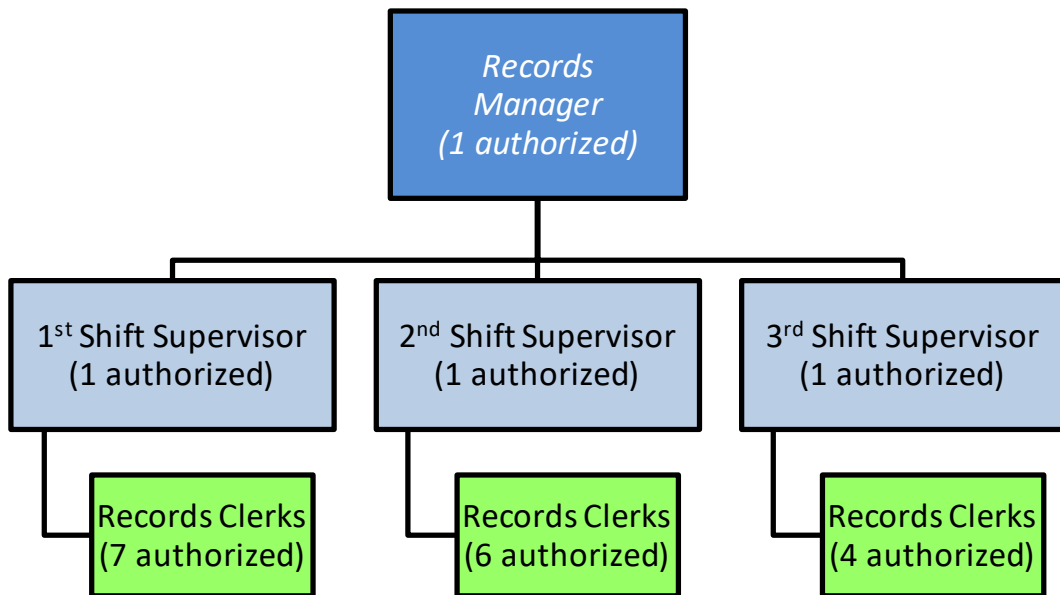 Records
Manager
(1 authorized)
1st Shift Supervisor
(1 authorized)
2nd Shift Supervisor
(1 authorized)
3rd Shift Supervisor
(1 authorized)
Records Clerks
(7 authorized)
Records Clerks
(6 authorized)
Records Clerks
(4 authorized)